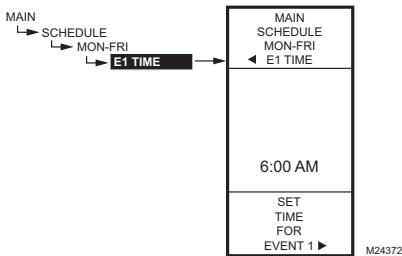 MAIN
SCHEDULE
MON-FRI
E1 TIME
MAIN
SCHEDULE
MON-FRI
◄ E1 TIME
6:00 AM
SET
TIME
FOR
EVENT 1 ►
M24372